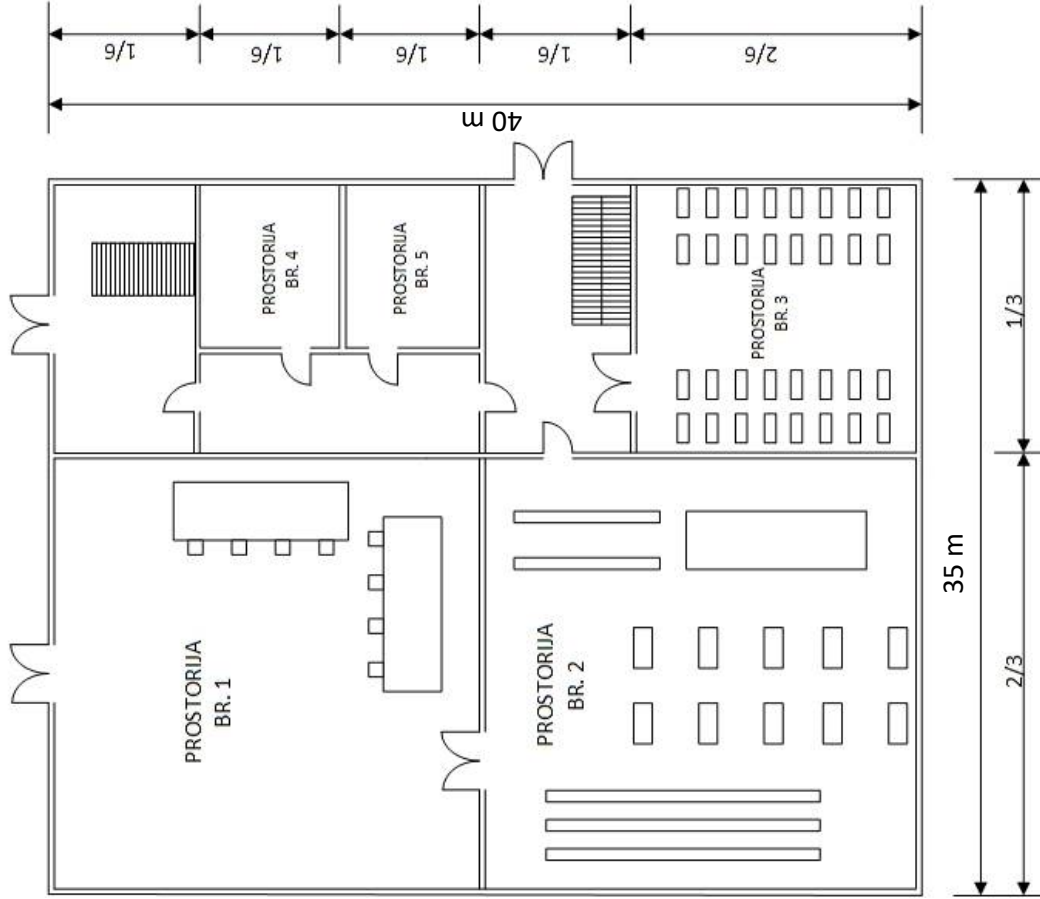 1/6
1/6
1/6
1/6
2/6
40 m
PROSTORIJA
BR. 4
PROSTORIJA
BR. 5
PROSTORIJA
BR. 3
PROSTORIJA
BR. 1
PROSTORIJA
BR. 2
35 m
1/3
2/3